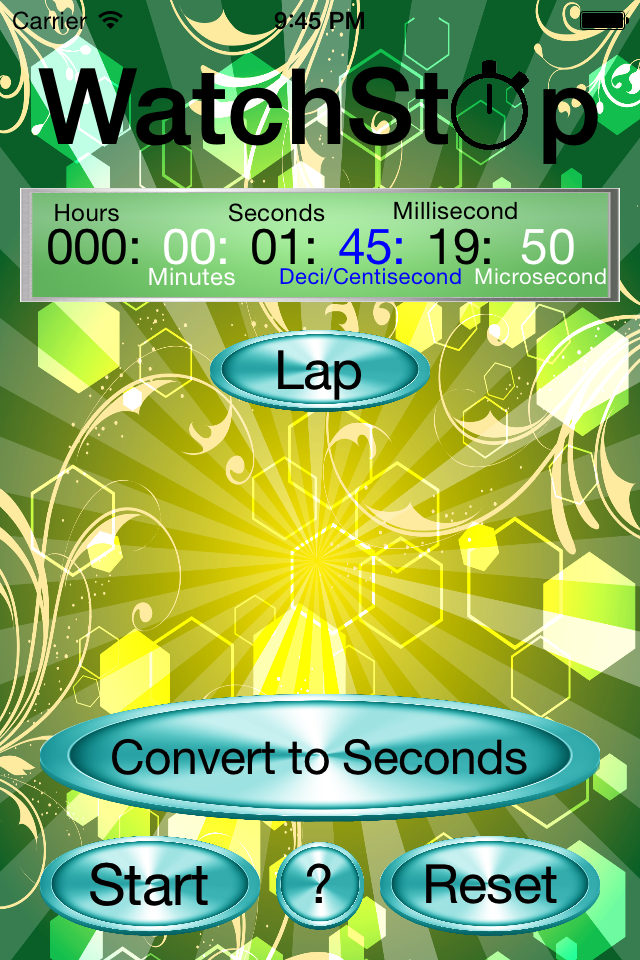 Carrier 9:45 PM
WatchStop
Hours Seconds Millisecond
000: 00: 01: 45: 19: 50
Minutes Deci/Centisecond Microsecond
Lap
Convert to Seconds
Start ? Reset